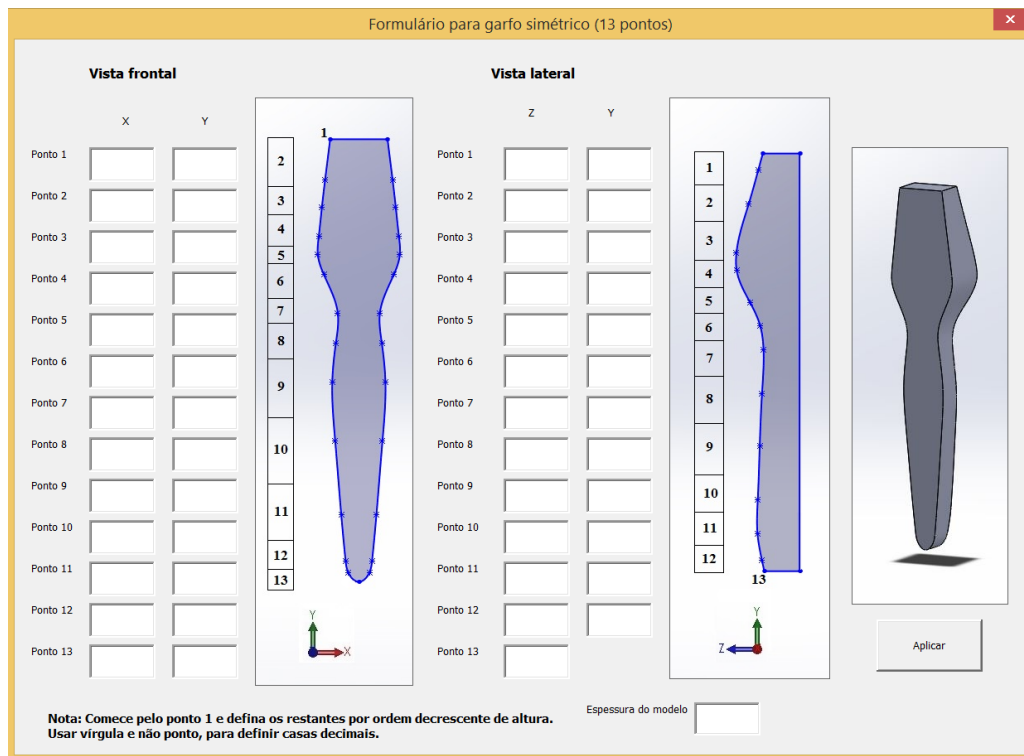 Formulário para garfo simétrico (13 pontos)
Vista frontal
X Y
Ponto 1
Ponto 2
Ponto 3
Ponto 4
Ponto 5
Ponto 6
Ponto 7
Ponto 8
Ponto 9
Ponto 10
Ponto 11
Ponto 12
Ponto 13
1
2
3
4
5
6
7
8
9
10
11
12
13
Y
X
Vista lateral
Z Y
Ponto 1
Ponto 2
Ponto 3
Ponto 4
Ponto 5
Ponto 6
Ponto 7
Ponto 8
Ponto 9
Ponto 10
Ponto 11
Ponto 12
Ponto 13
1
2
3
4
5
6
7
8
9
10
11
12
13
Y
Z
Aplicar
Espessura do modelo
Nota: Comece pelo ponto 1 e defina os restantes por ordem decrescente de altura.
Usar vírgula e não ponto, para definir casas decimais.